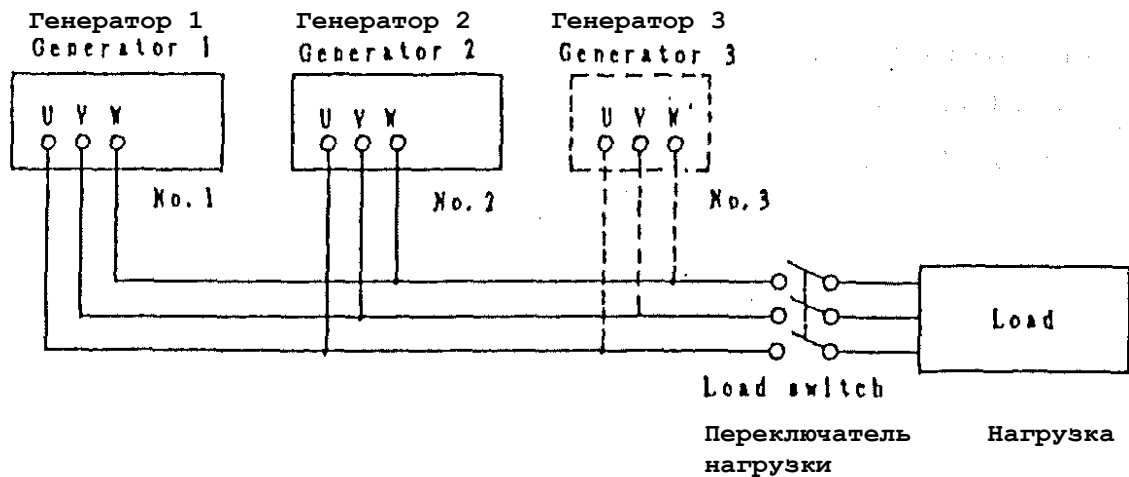 Генератор 1 Генератор 2 Генератор 3
Generator 1 Generator 2 Generator 3
U V W U V W U V W
No. 1 No. 2 No. 3
Load
Load switch
Переключатель Нагрузка
нагрузки